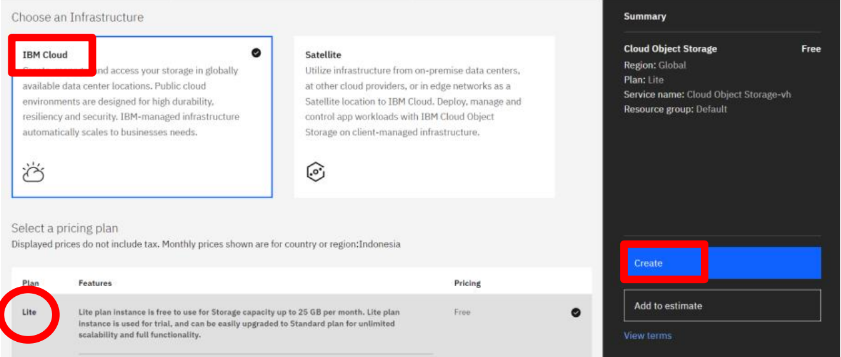 Choose an Infrastructure
IBM Cloud
and access your storage in globally
available data center locations. Public cloud
environments are designed for high durability,
resiliency and security. IBM-managed infrastructure
automatically scales to businesses needs.
Satellite
Utilize infrastructure from on-premise data centers,
at other cloud providers, or in edge networks as a
Satellite location to IBM Cloud. Deploy, manage and
control app workloads with IBM Cloud Object
Storage on client-managed infrastructure.
Select a pricing plan
Displayed prices do not include tax. Monthly prices shown are for country or region:Indonesia
Plan Features Pricing
Lite Lite plan instance is free to use for Storage capacity up to 25 GB per month. Lite plan Free
instance is used for trial, and can be easily upgraded to Standard plan for unlimited
scalability and full functionality.
Summary
Cloud Object Storage Free
Region: Global
Plan: Lite
Service name: Cloud Object Storage-vh
Resource group: Default
Create
Add to estimate
View terms